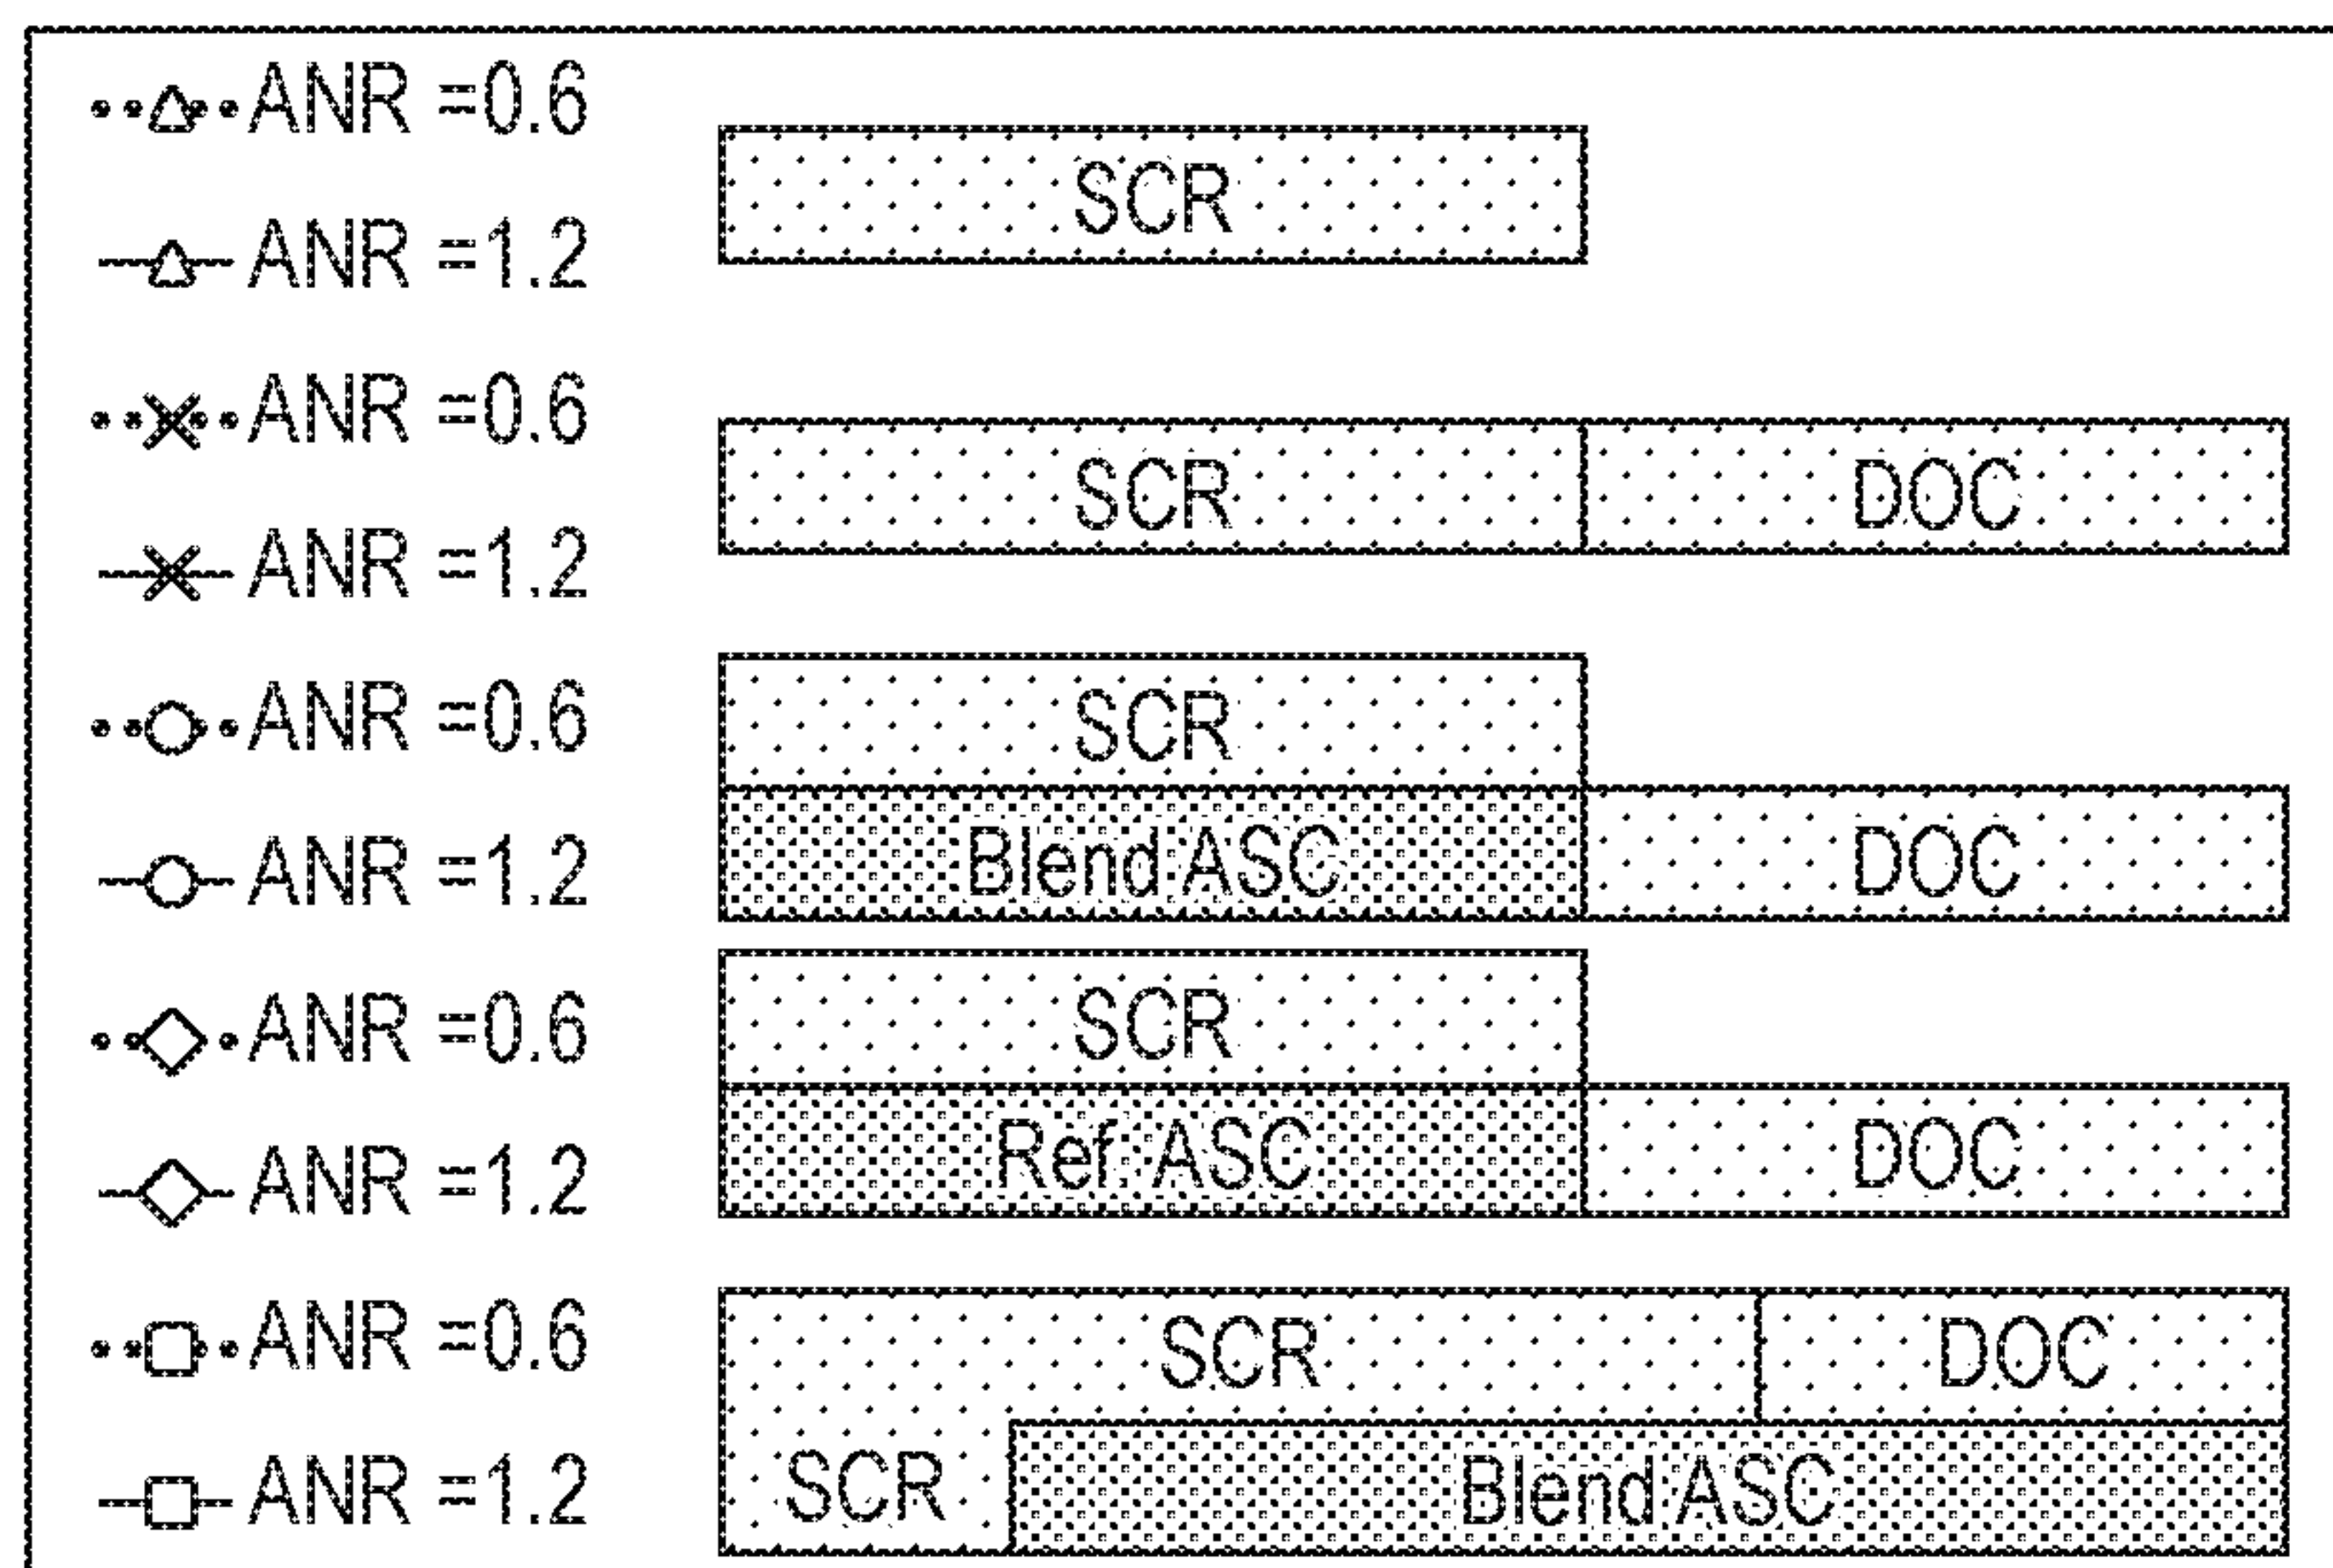 ANR =0.6
SCR
ANR =1.2
ANR =0.6
SCR DOC
ANR =1.2
ANR =0.6 SCR
ANR =1.2 Blend ASC DOC
ANR =0.6 SCR
ANR =1.2 Ref. ASC DOC
ANR =0.6 SCR DOC
ANR =1.2 SCR Blend ASC